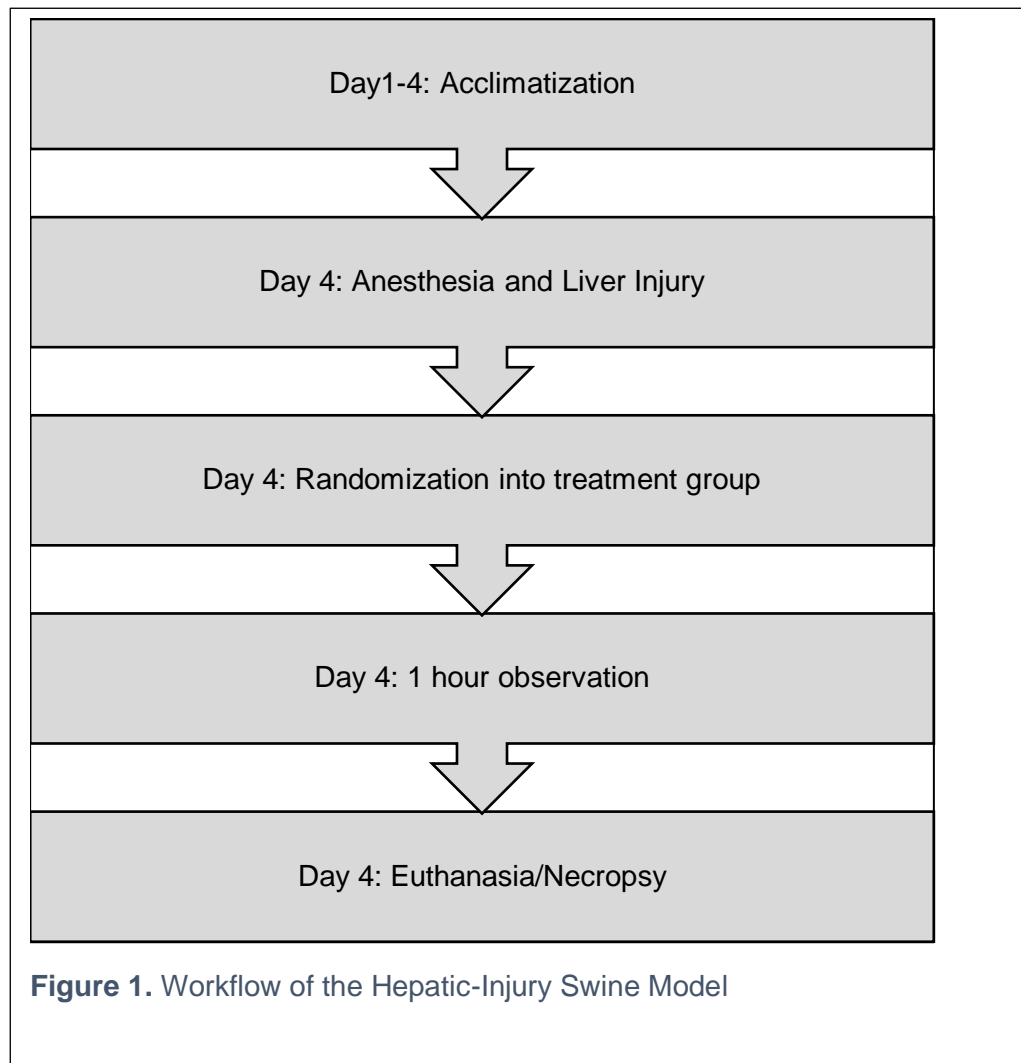 Day1-4: Acclimatization
Day 4: Anesthesia and Liver Injury
Day 4: Randomization into treatment group
Day 4: 1 hour observation
Day 4: Euthanasia/Necropsy
Figure 1. Workflow of the Hepatic-Injury Swine Model